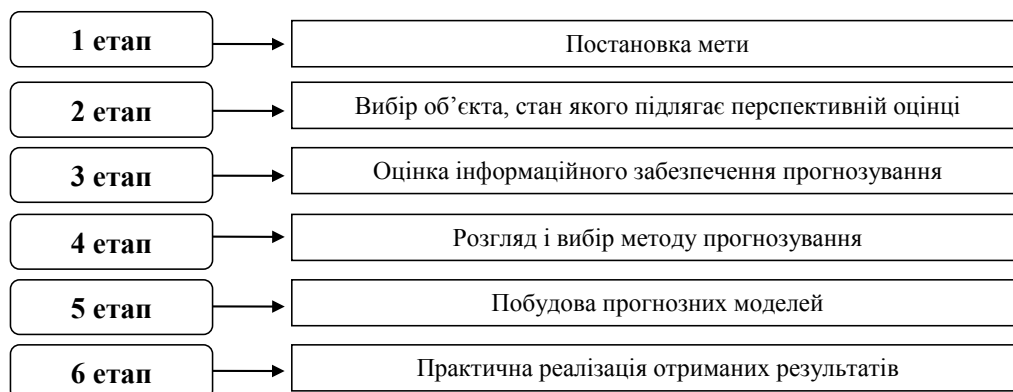 1 етап
Постановка мети
2 етап
Вибір об’єкта, стан якого підлягає перспективній оцінці
3 етап
Оцінка інформаційного забезпечення прогнозування
4 етап
Розгляд і вибір методу прогнозування
5 етап
Побудова прогнозних моделей
6 етап
Практична реалізація отриманих результатів